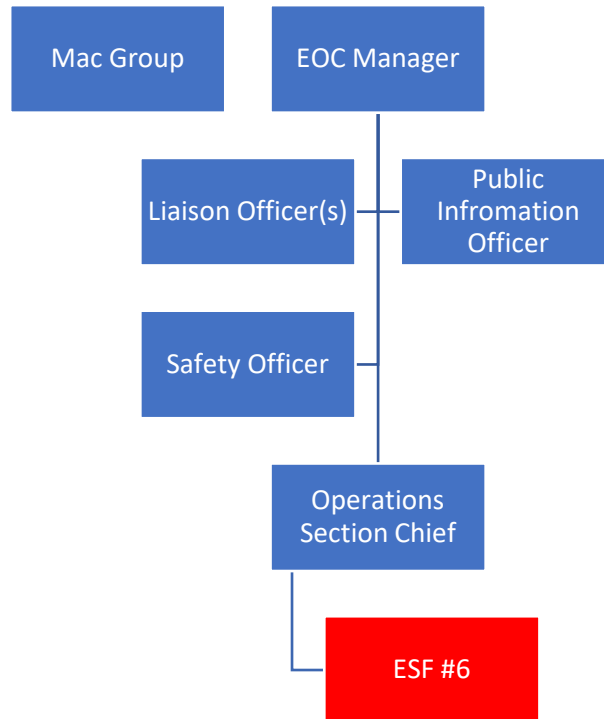 Mac Group
EOC Manager
Liaison Officer(s)
Public
Infromation
Officer
Safety Officer
Operations
Section Chief
ESF #6